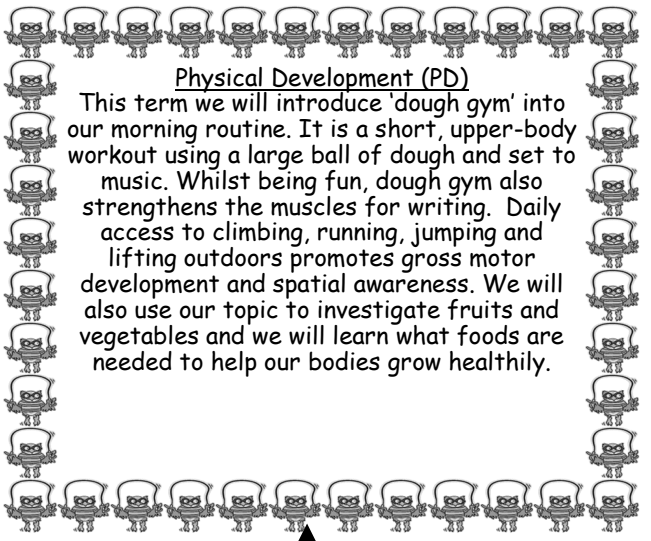 Physical Development (PD)
This term we will introduce ‘dough gym’ into
our morning routine. It is a short, upper-body
workout using a large ball of dough and set to
music. Whilst being fun, dough gym also
strengthens the muscles for writing.  Daily
access to climbing, running, jumping and
lifting outdoors promotes gross motor
development and spatial awareness. We will
also use our topic to investigate fruits and
vegetables and we will learn what foods are
needed to help our bodies grow healthily.